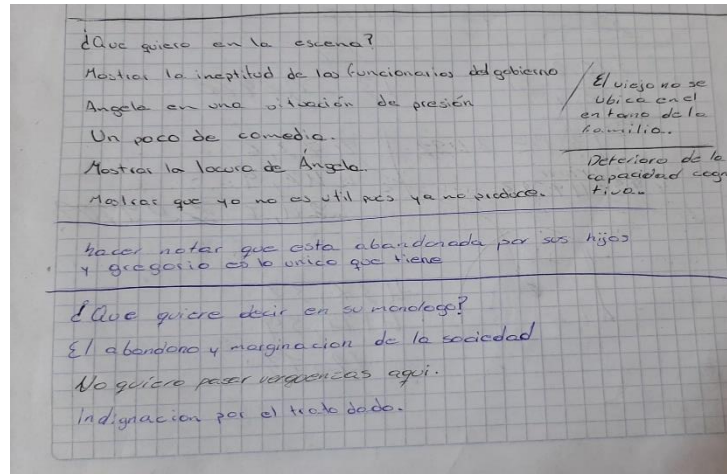 ¿Que quiero en la escena?
Mostrar la ineptitud de los funcionarios del gobierno
Angela en una situación de presión
Un poco de comedia.
Mostrar la locura de Ángela.
Mostrar que ya no es util pues ya no produce.
El viejo no se
ubica en el
entorno de la
familia..
Deterioro de la
capacidad cogni
tiva..
hacer notar que esta abandonada por sus hijos
y gregorio es lo unico que tiene
¿Que quiere decir en su monologo?
El abandono y marginacion de la sociedad
No quiero pasar vergüencas aqui.
Indignacion por el trato dado.